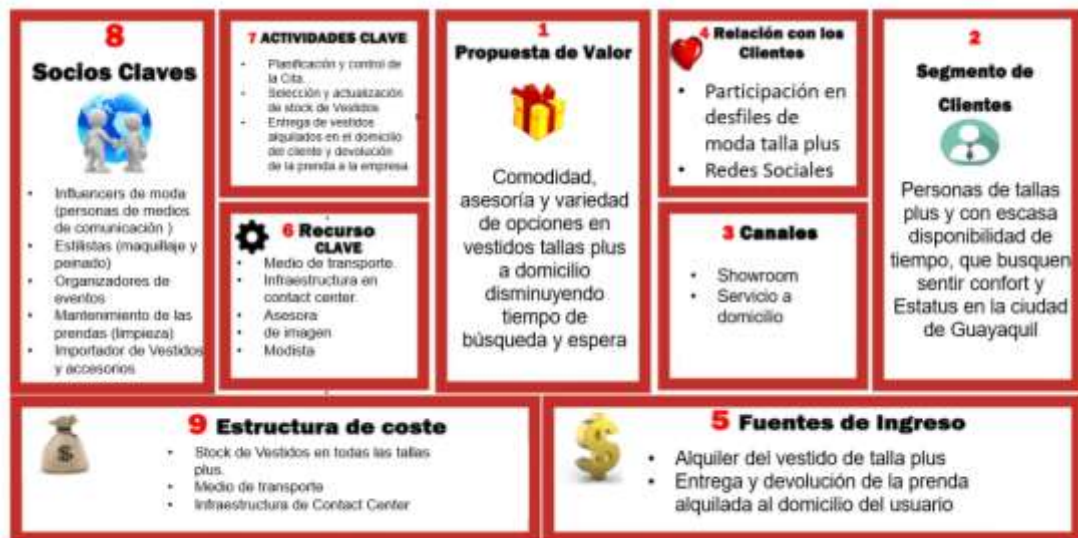 8
Socios Claves
• Influencers de moda
(personas de medios
de comunicación )
• Estilistas (maquillaje y
peinado)
• Organizadores de
eventos
• Mantenimiento de las
prendas (limpieza)
• Importador de Vestidos
y accesorios
7 ACTIVIDADES CLAVE
• Planificación y control de
la Cita.
• Selección y actualización
de stock de Vestidos
• Entrega de vestidos
alquilados en el domicilio
del cliente y devolución
de la prenda a la empresa
6 Recurso
CLAVE
• Medio de transporte.
• Infraestructura en
contact center.
• Asesora
• de imagen
• Modista
1
Propuesta de Valor
Comodidad,
asesoría y variedad
de opciones en
vestidos tallas plus
a domicilio
disminuyendo
tiempo de
búsqueda y espera
4 Relación con los
Clientes
• Participación en
desfiles de
moda talla plus
• Redes Sociales
3 Canales
• Showroom
• Servicio a
domicilio
2
Segmento de
Clientes
Personas de tallas
plus y con escasa
disponibilidad de
tiempo, que busquen
sentir confort y
Estatus en la ciudad
de Guayaquil
9 Estructura de coste
$
• Stock de Vestidos en todas las tallas
plus.
• Medio de transporte
• Infraestructura de Contact Center
5 Fuentes de Ingreso
$
• Alquiler del vestido de talla plus
• Entrega y devolución de la prenda
alquilada al domicilio del usuario